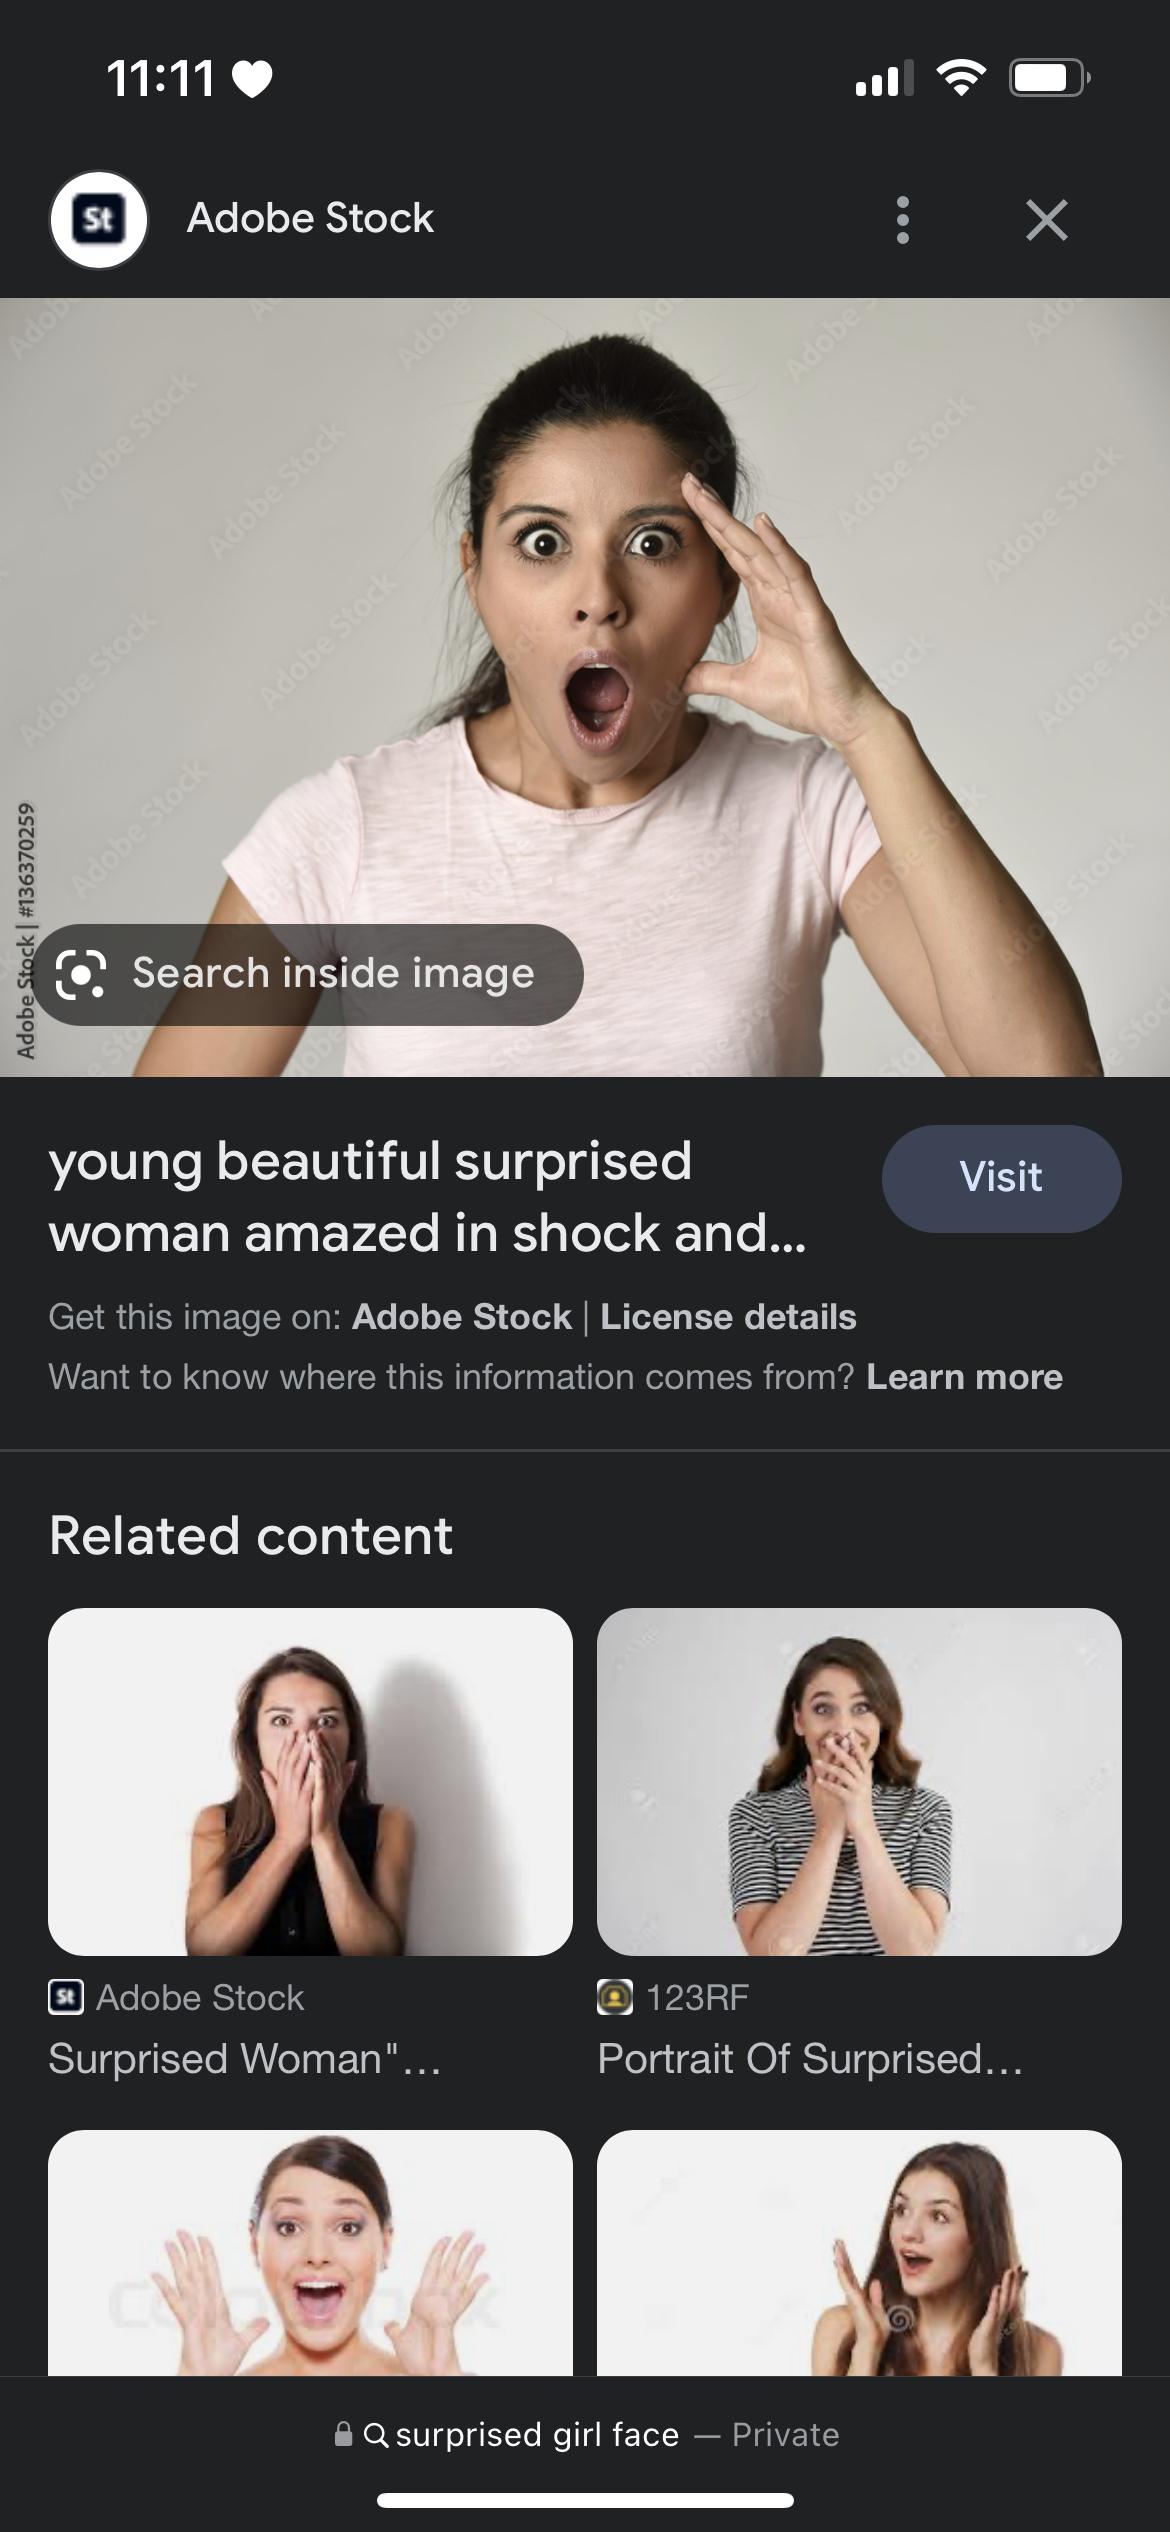 11:11
St Adobe Stock
Adobe Stock | #136370259
Search inside image
young beautiful surprised
woman amazed in shock and...
Visit
Get this image on: Adobe Stock | License details
Want to know where this information comes from? Learn more
Related content
St Adobe Stock
123RF
Surprised Woman"...
Portrait Of Surprised...
surprised girl face — Private